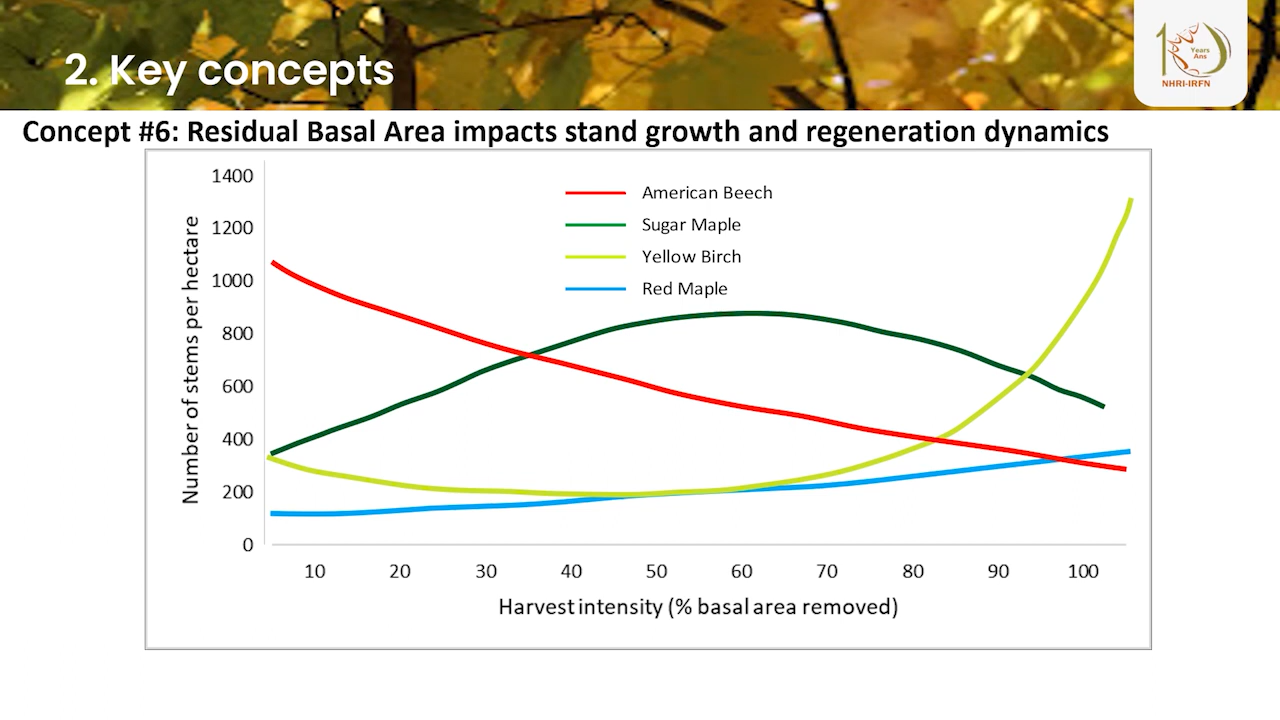 2. Key concepts
Years
Ans
NHRI-IRFN
Concept #6: Residual Basal Area impacts stand growth and regeneration dynamics
American Beech
Sugar Maple
Yellow Birch
Red Maple
Number of stems per hectare
1400
1200
1000
800
600
400
200
0
10 20 30 40 50 60 70 80 90 100
Harvest intensity (% basal area removed)